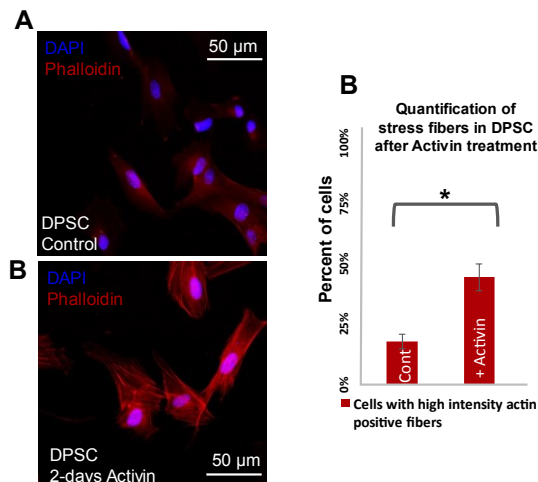 A
DAPI
Phalloidin
50 µm
DPSC
Control
B
DAPI
Phalloidin
DPSC
2-days Activin
50 µm
B
Quantification of
stress fibers in DPSC
after Activin treatment
Percent of cells
100%
75%
50%
25%
0%
*
Cont
+ Activin
Cells with high intensity actin
positive fibers